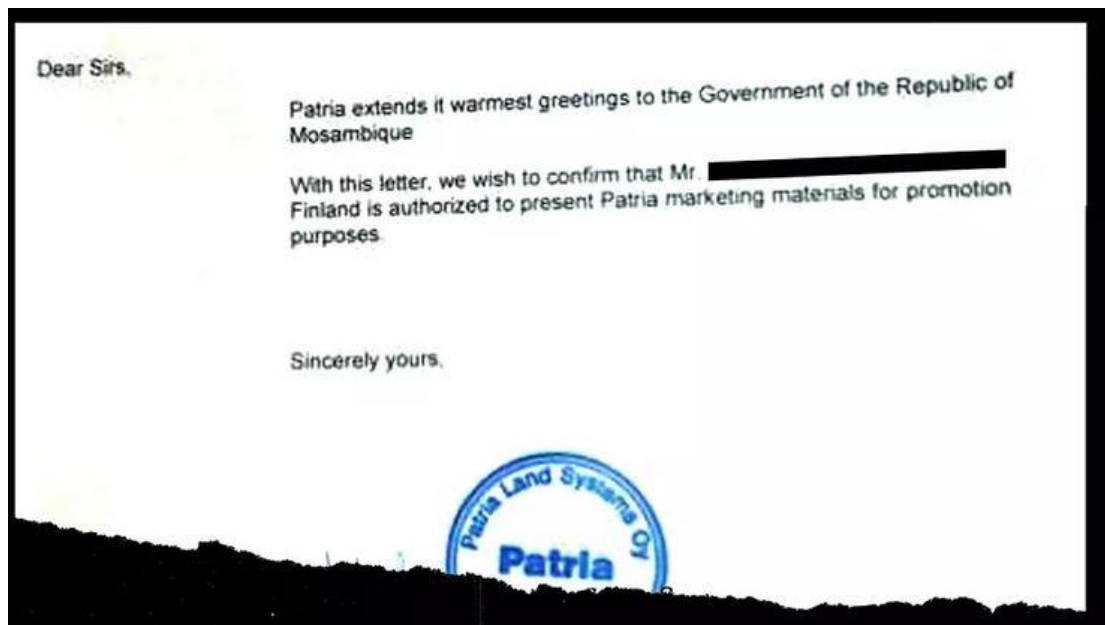 Dear Sirs,
Patria extends it warmest greetings to the Government of the Republic of
Mosambique
With this letter, we wish to confirm that Mr.
Finland is authorized to present Patria marketing materials for promotion
purposes.
Sincerely yours,
Patria Land Systems Oy
Patria